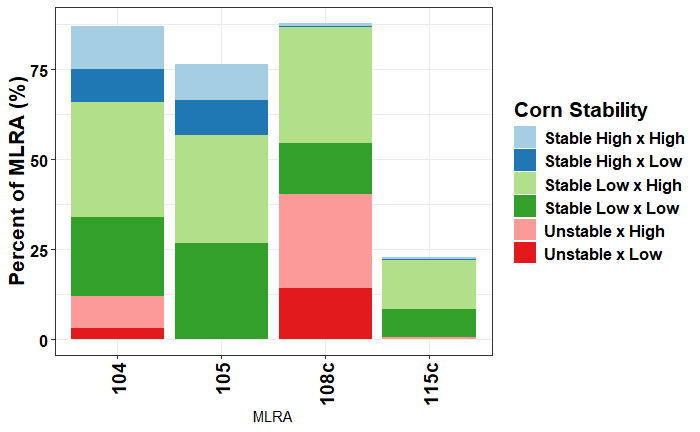 Percent of MLRA (%)
75
50
25
0
104
105
108c
115c
MLRA
Corn Stability
Stable High x High
Stable High x Low
Stable Low x High
Stable Low x Low
Unstable x High
Unstable x Low